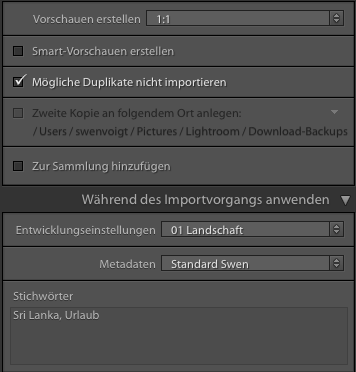 Vorschauen erstellen 1:1
Smart-Vorschauen erstellen
Mögliche Duplikate nicht importieren
Zweite Kopie an folgendem Ort anlegen:
/ Users / swenvoigt / Pictures / Lightroom / Download-Backups
Zur Sammlung hinzufügen
Während des Importvorgangs anwenden
Entwicklungseinstellungen 01 Landschaft
Metadaten Standard Swen
Stichwörter
Sri Lanka, Urlaub